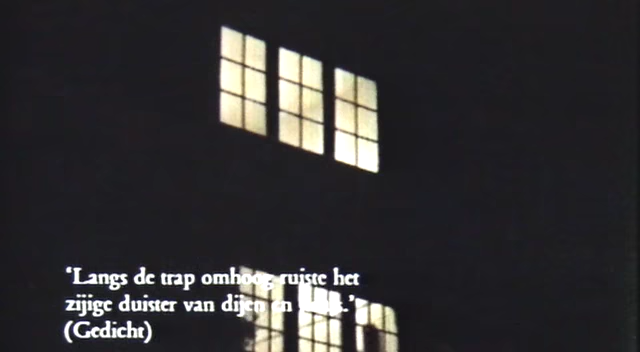 ‘Langs de trap omhoog ruiste het
zijige duister van dijen en
(Gedicht)